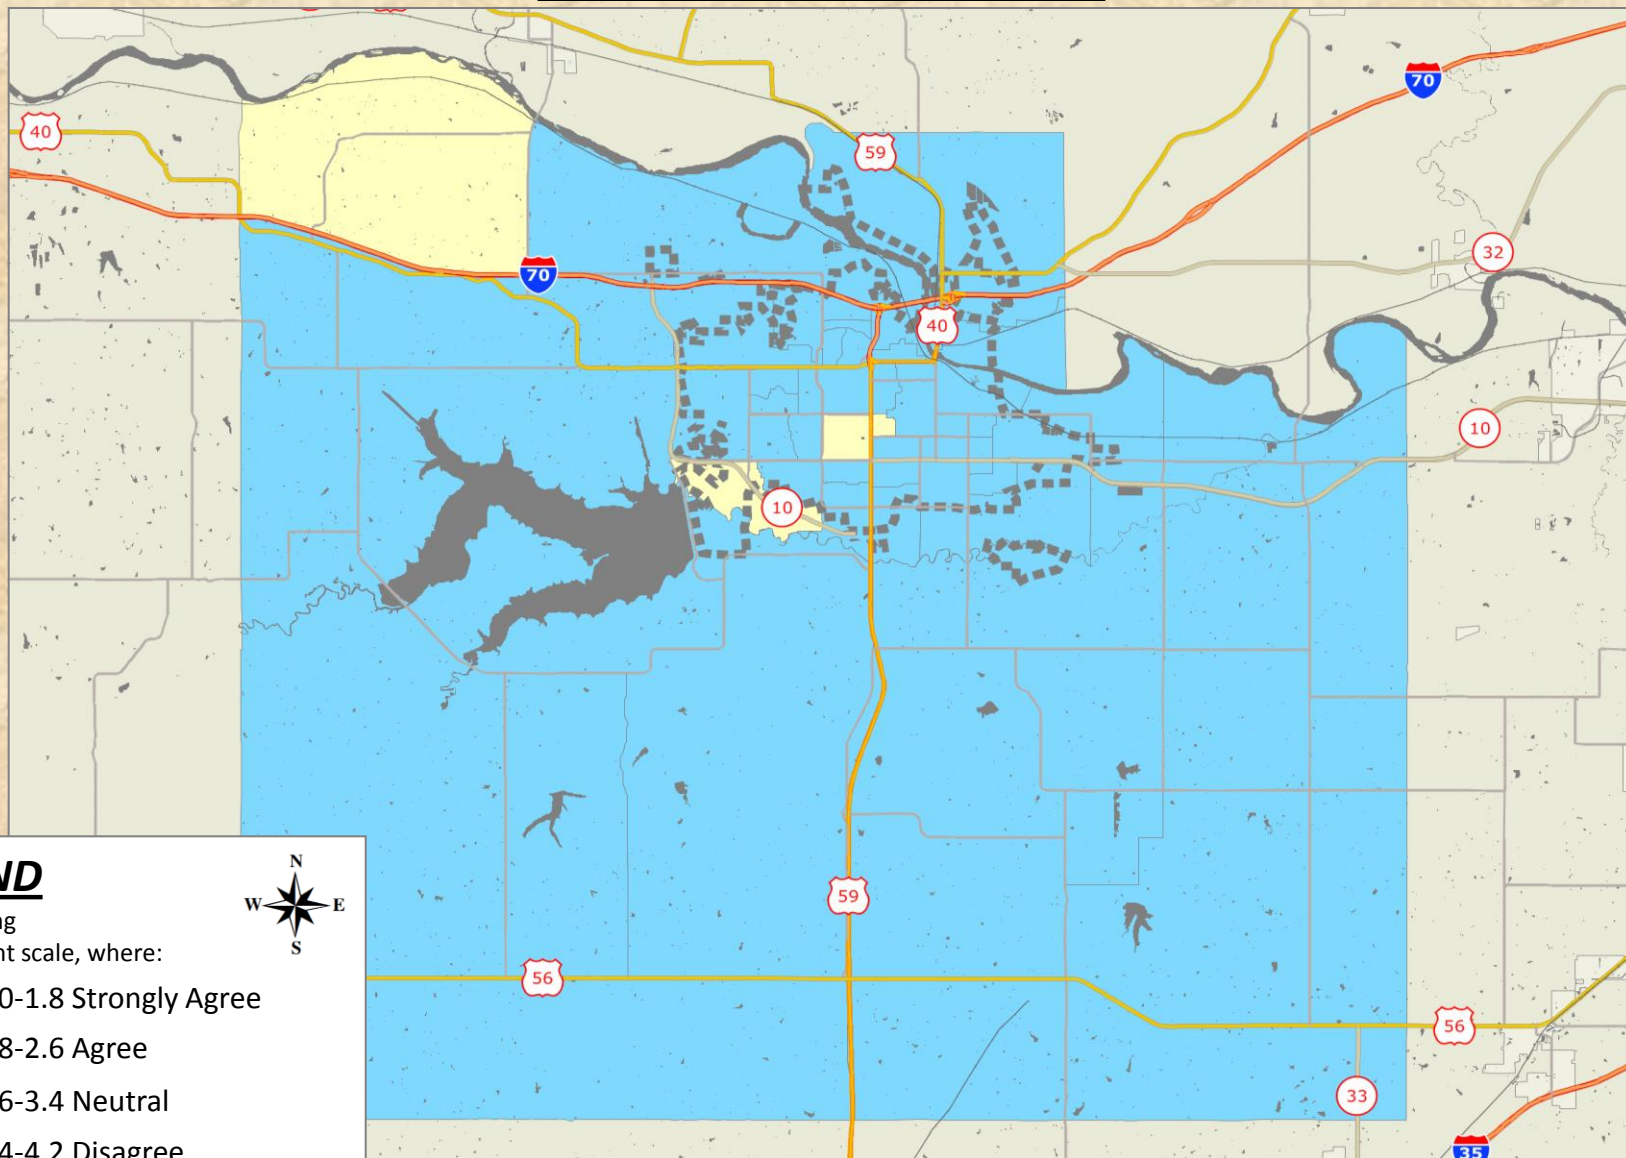 40
59
70
70
32
40
10
10
59
56
56
33
35
ND
N
W E
S
ng
nt scale, where:
0-1.8 Strongly Agree
8-2.6 Agree
6-3.4 Neutral
4-4.2 Disagree